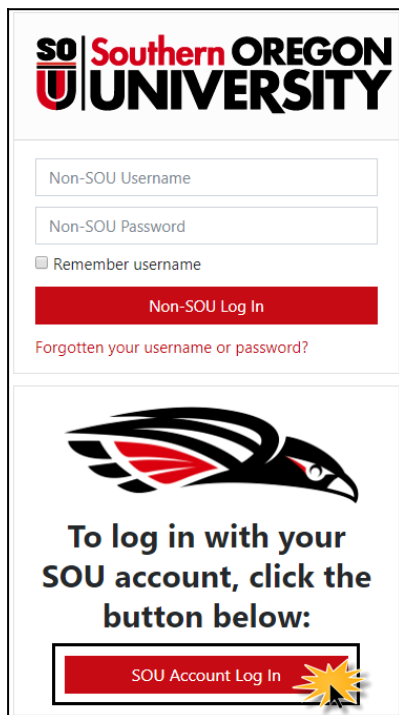 SO Southern OREGON
U UNIVERSITY
Non-SOU Username
Non-SOU Password
Remember username
Non-SOU Log In
Forgotten your username or password?
To log in with your
SOU account, click the
button below:
SOU Account Log In